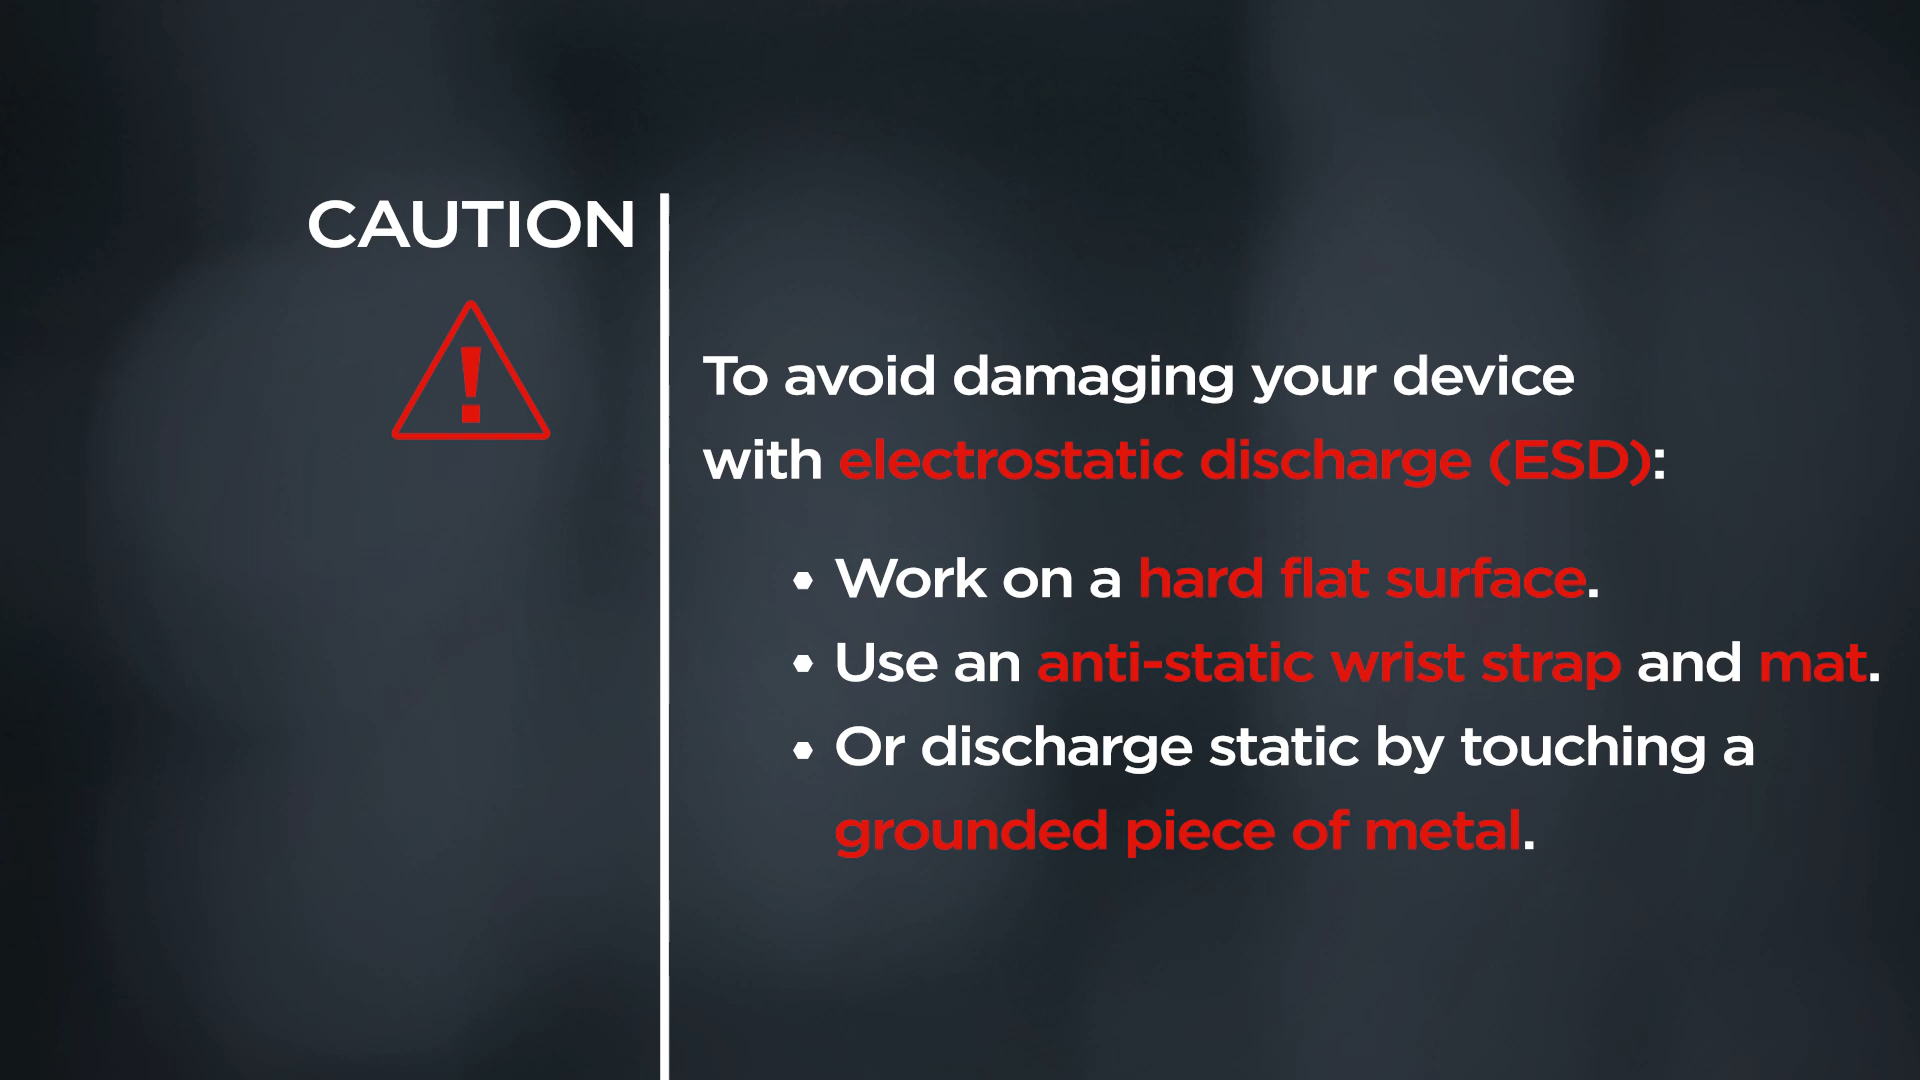 CAUTION
To avoid damaging your device
with electrostatic discharge (ESD):
• Work on a hard flat surface.
• Use an anti-static wrist strap and mat.
• Or discharge static by touching a
grounded piece of metal.